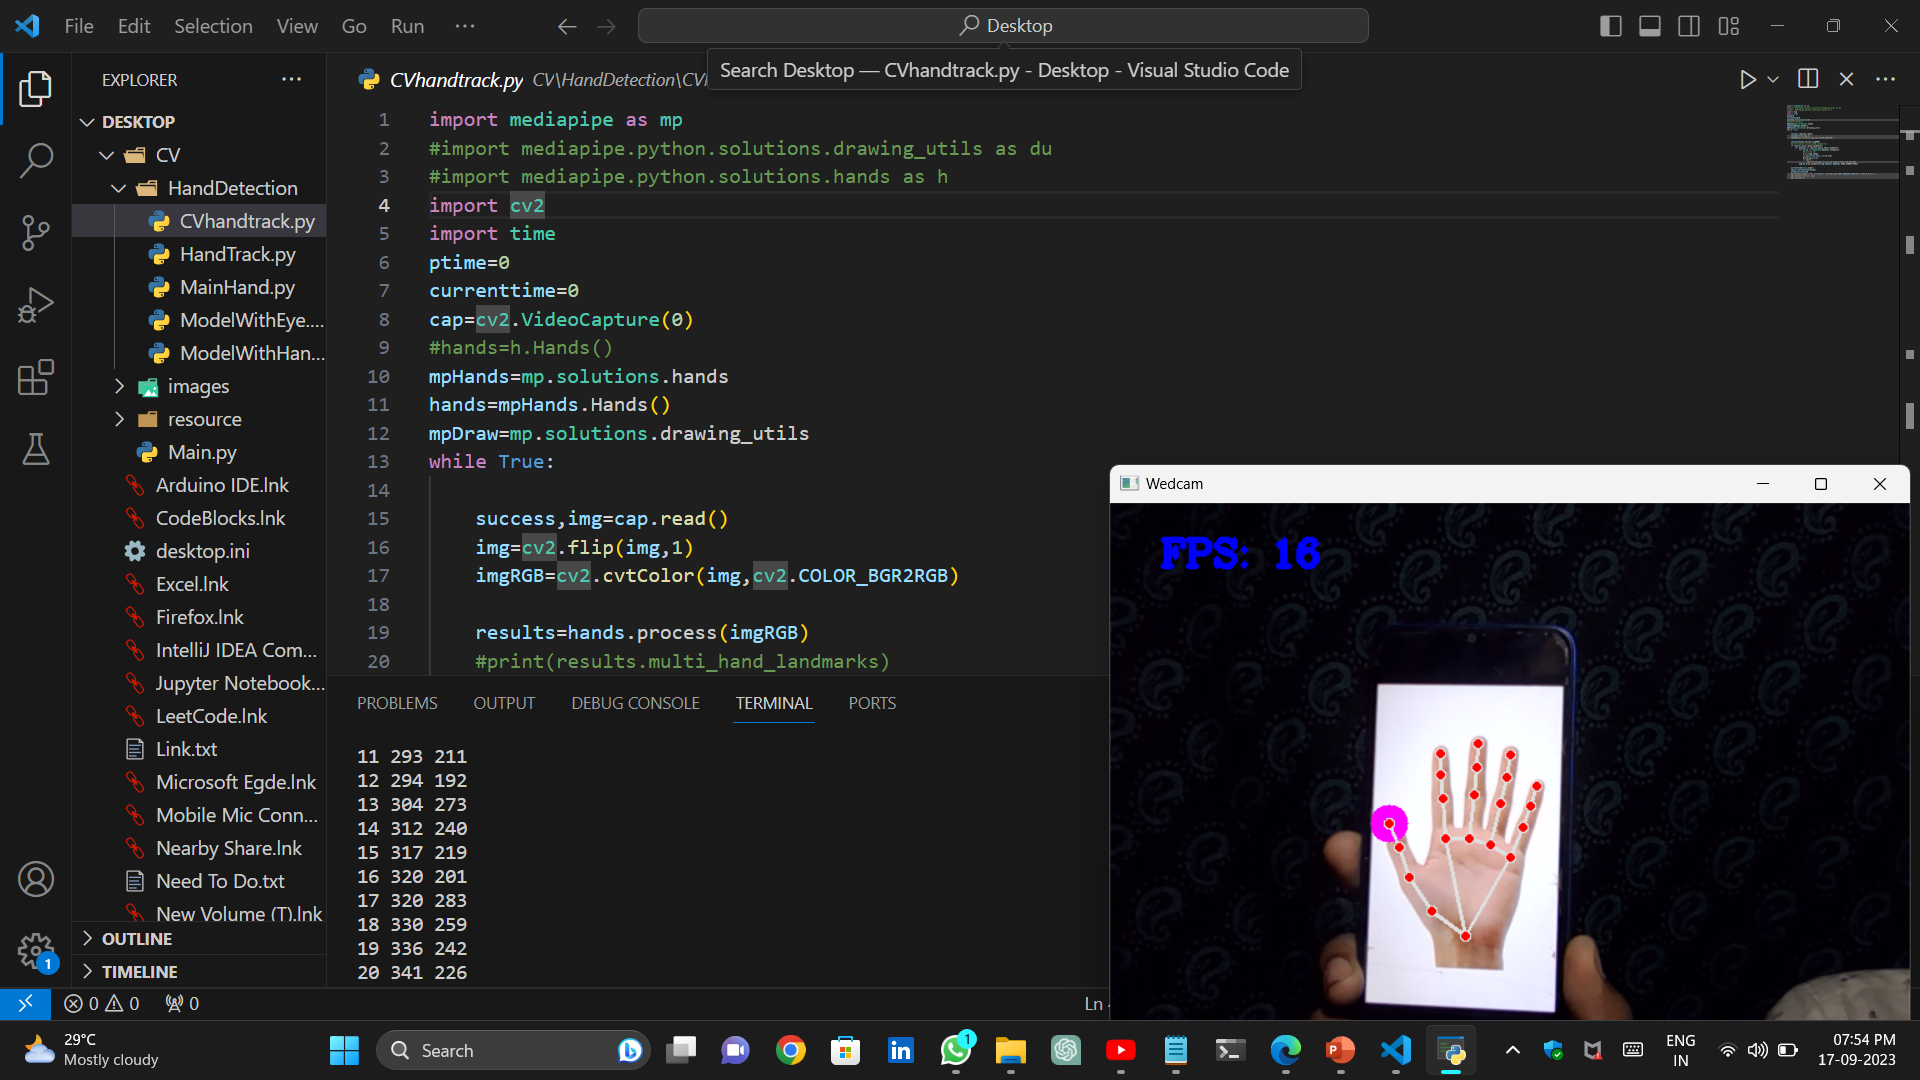 File Edit Selection View Go Run ···
Desktop
Search Desktop — CVhandtrack.py - Desktop - Visual Studio Code
EXPLORER
DESKTOP
CV
HandDetection
CVhandtrack.py
HandTrack.py
MainHand.py
ModelWithEye....
ModelWithHan...
images
resource
Main.py
Arduino IDE.lnk
CodeBlocks.lnk
desktop.ini
Excel.lnk
Firefox.lnk
IntelliJ IDEA Com...
Jupyter Notebook...
LeetCode.lnk
Link.txt
Microsoft Egde.lnk
Mobile Mic Conn...
Nearby Share.lnk
Need To Do.txt
New Volume (T).lnk
OUTLINE
TIMELINE
CVhandtrack.py CV\HandDetection\CV
1 import mediapipe as mp
2 #import mediapipe.python.solutions.drawing_utils as du
3 #import mediapipe.python.solutions.hands as h
4 import cv2
5 import time
6 ptime=0
7 currenttime=0
8 cap=cv2.VideoCapture(0)
9 #hands=h.Hands()
10 mpHands=mp.solutions.hands
11 hands=mpHands.Hands()
12 mpDraw=mp.solutions.drawing_utils
13 while True:
14
15 success,img=cap.read()
16 img=cv2.flip(img,1)
17 imgRGB=cv2.cvtColor(img,cv2.COLOR_BGR2RGB)
18
19 results=hands.process(imgRGB)
20 #print(results.multi_hand_landmarks)
PROBLEMS OUTPUT DEBUG CONSOLE TERMINAL PORTS
11 293 211
12 294 192
13 304 273
14 312 240
15 317 219
16 320 201
17 320 283
18 330 259
19 336 242
20 341 226
Wedcam
FPS: 16
1
0 0 0
Ln
29°C
Mostly cloudy
Search
1
ENG
IN
07:54 PM
17-09-2023